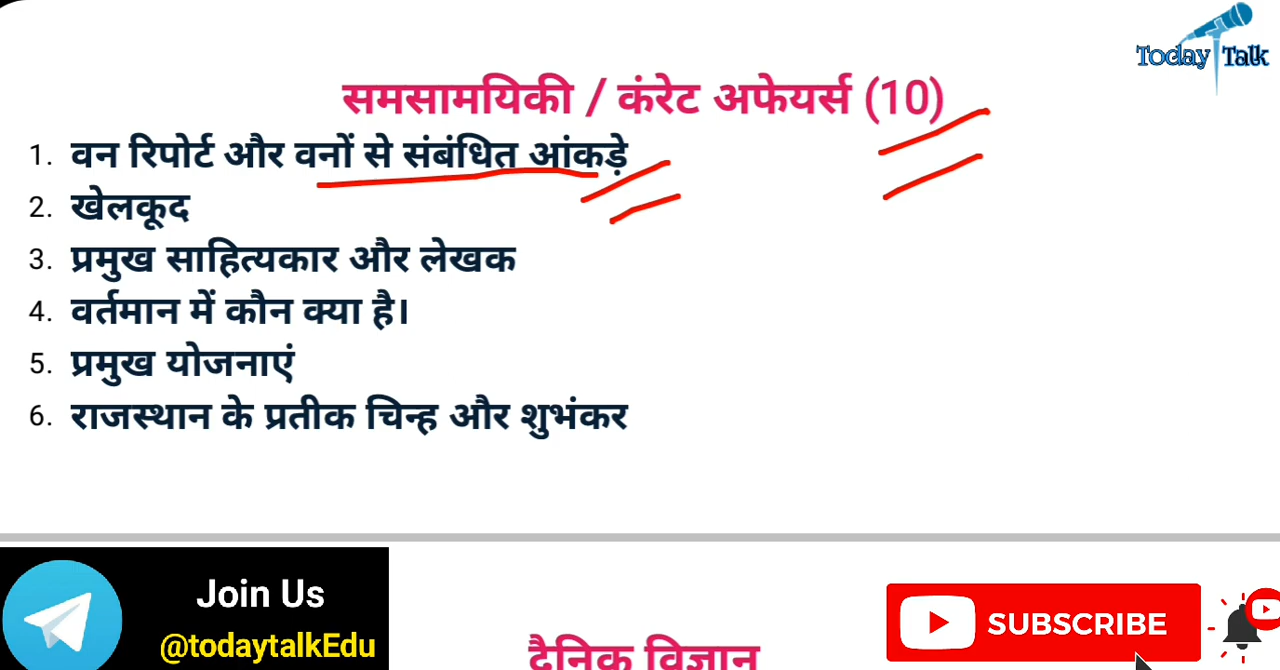 Today Talk
समसामयिकी / कंरेट अफेयर्स (10)
1. वन रिपोर्ट और वनों से संबंधित आंकड़े
2. खेलकूद
3. प्रमुख साहित्यकार और लेखक
4. वर्तमान में कौन क्या है।
5. प्रमुख योजनाएं
6. राजस्थान के प्रतीक चिन्ह और शुभंकर
Join Us
@todaytalkEdu
SUBSCRIBE
दैनिक विज्ञान